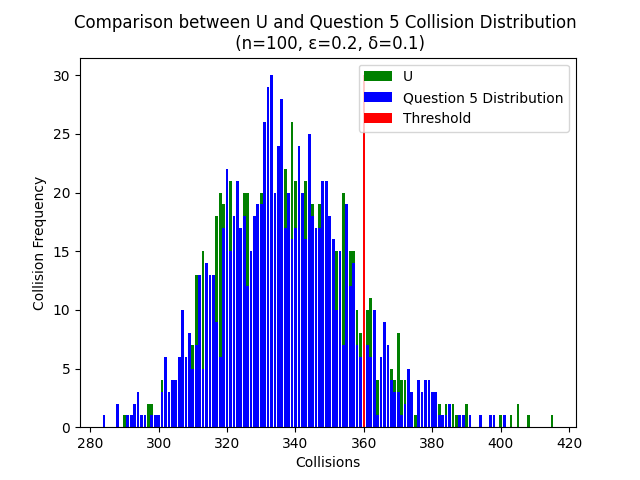 Comparison between U and Question 5 Collision Distribution
(n=100, ε=0.2, δ=0.1)
U
Question 5 Distribution
Threshold
Collision Frequency
30
25
20
15
10
5
0
280 300 320 340 360 380 400 420
Collisions